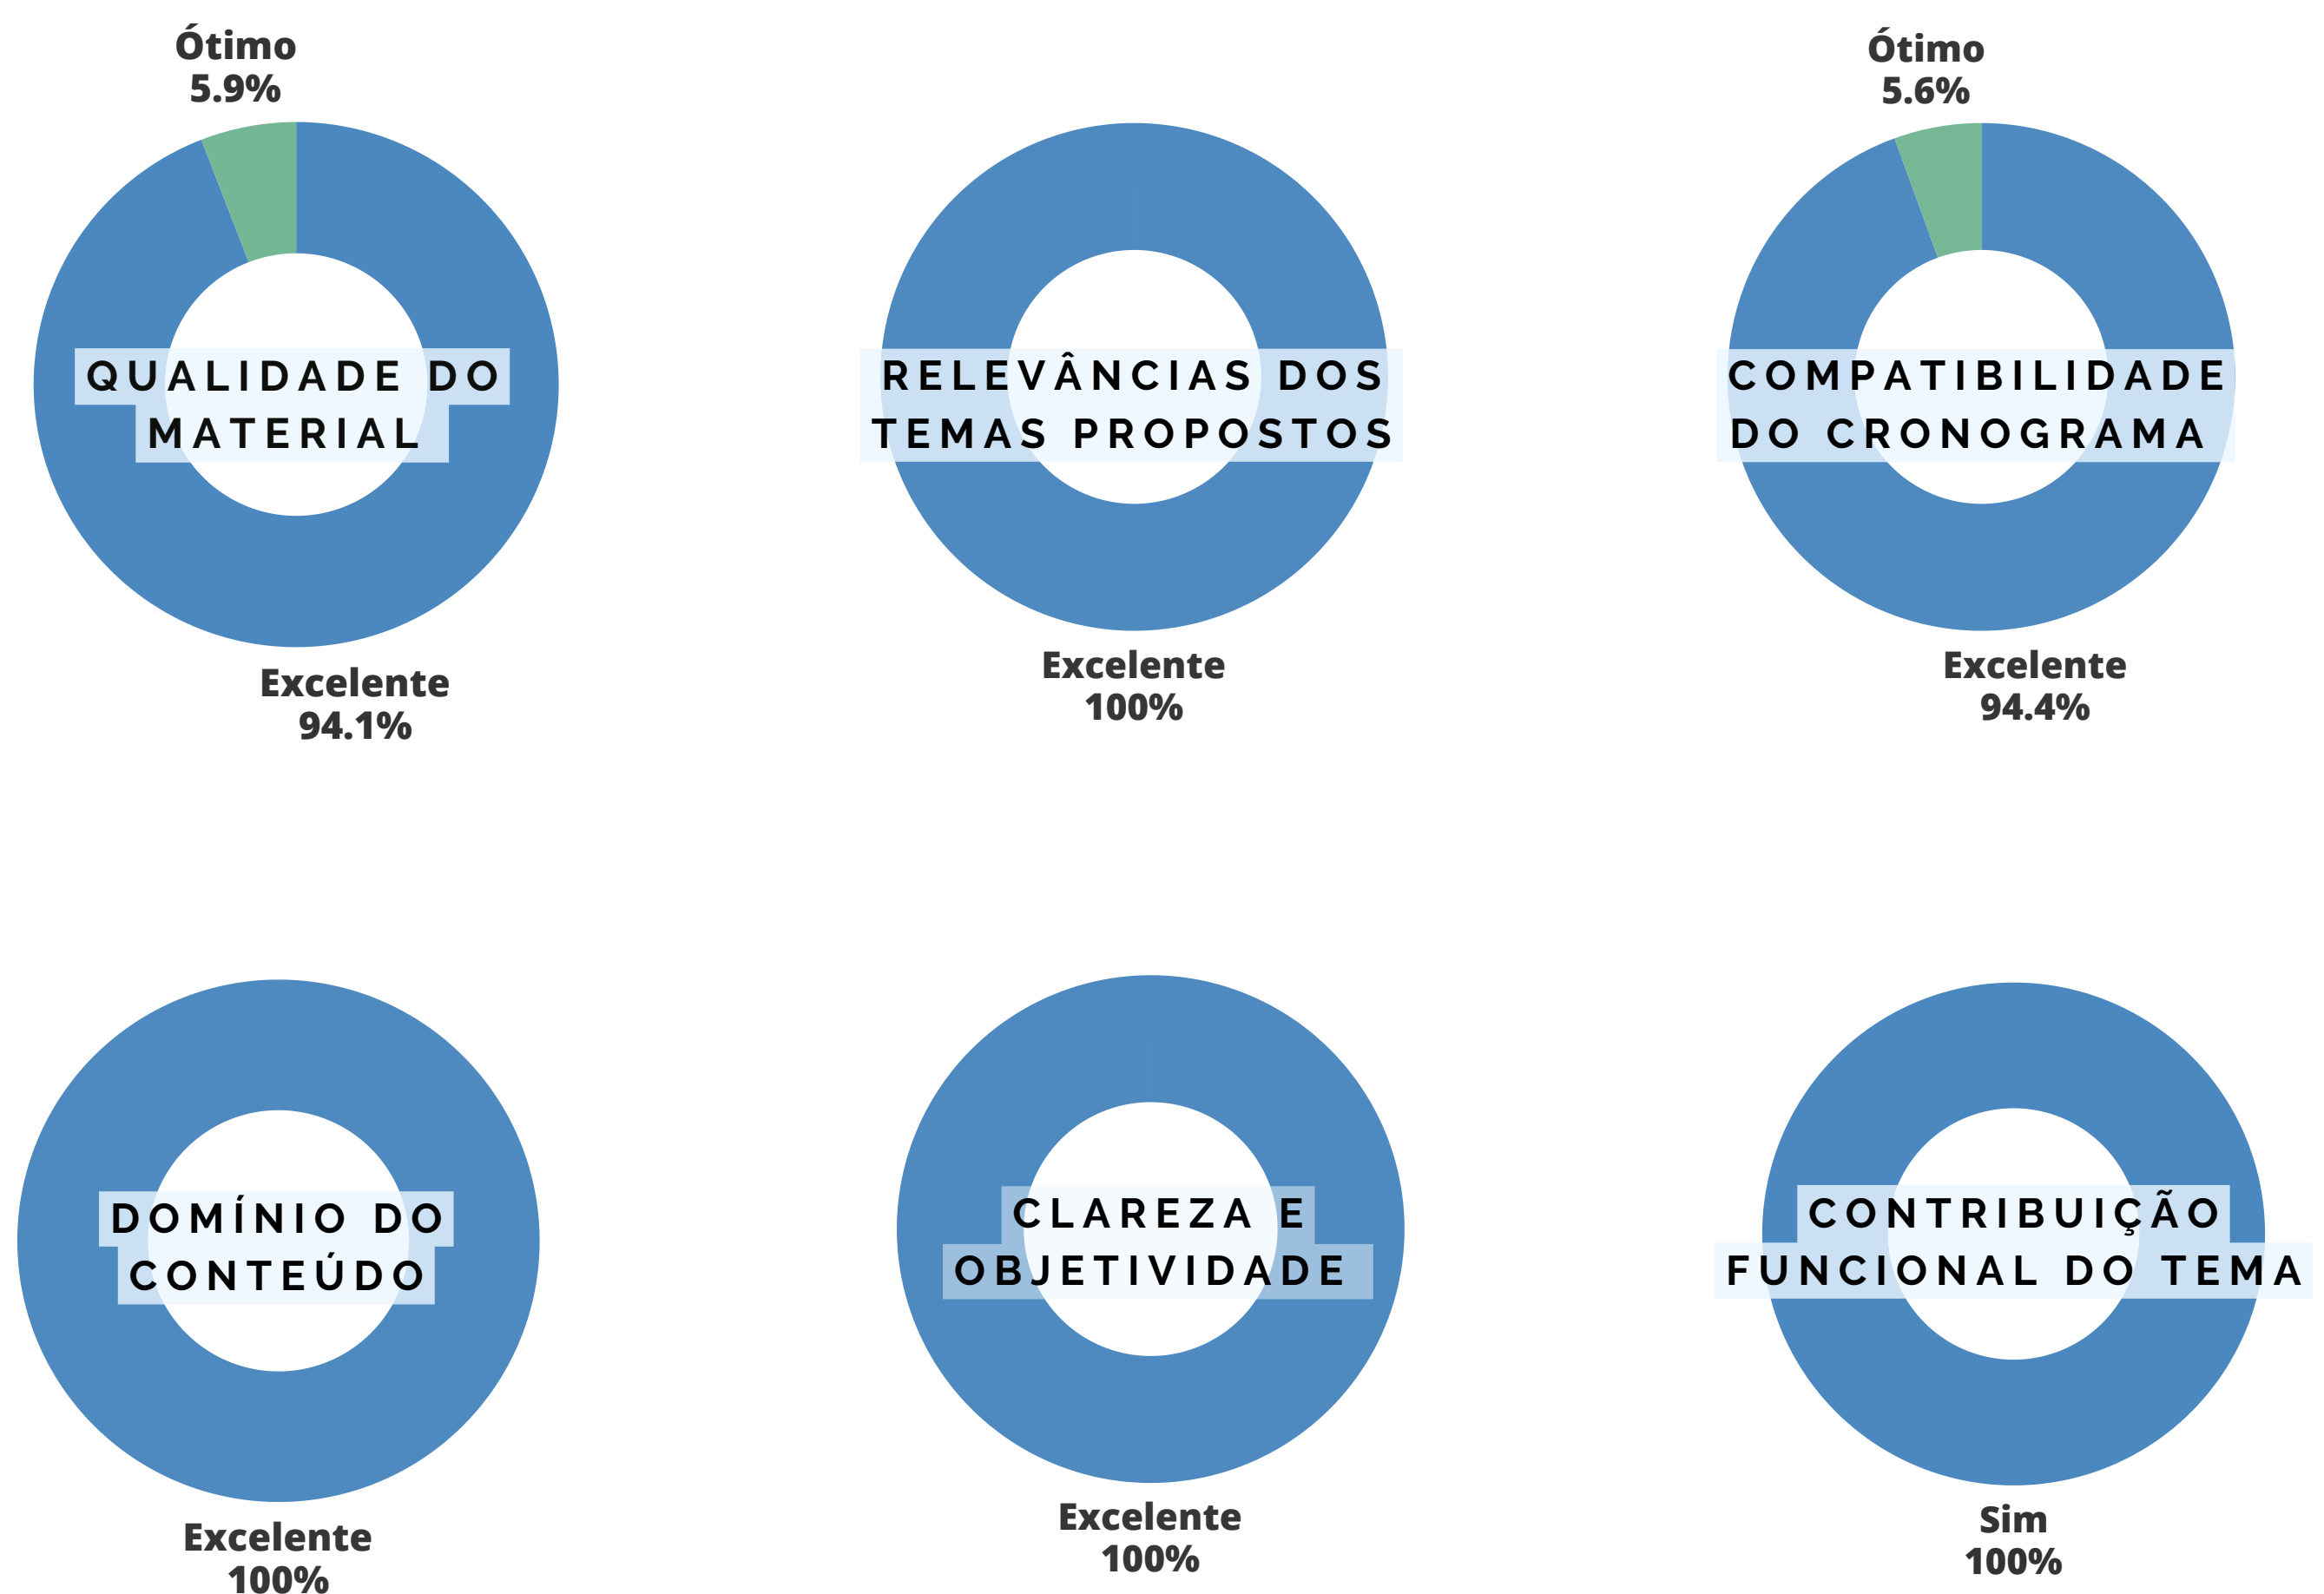 Ótimo
5.9%
QUALIDADE DO
MATERIAL
Excelente
94.1%
RELEVÂNCIAS DOS
TEMAS PROPOSTOS
Excelente
100%
Ótimo
5.6%
COMPATIBILIDADE
DO CRONOGRAMA
Excelente
94.4%
DOMÍNIO DO
CONTEÚDO
Excelente
100%
CLAREZA E
OBJETIVIDADE
Excelente
100%
CONTRIBUIÇÃO
FUNCIONAL DO TEMA
Sim
100%